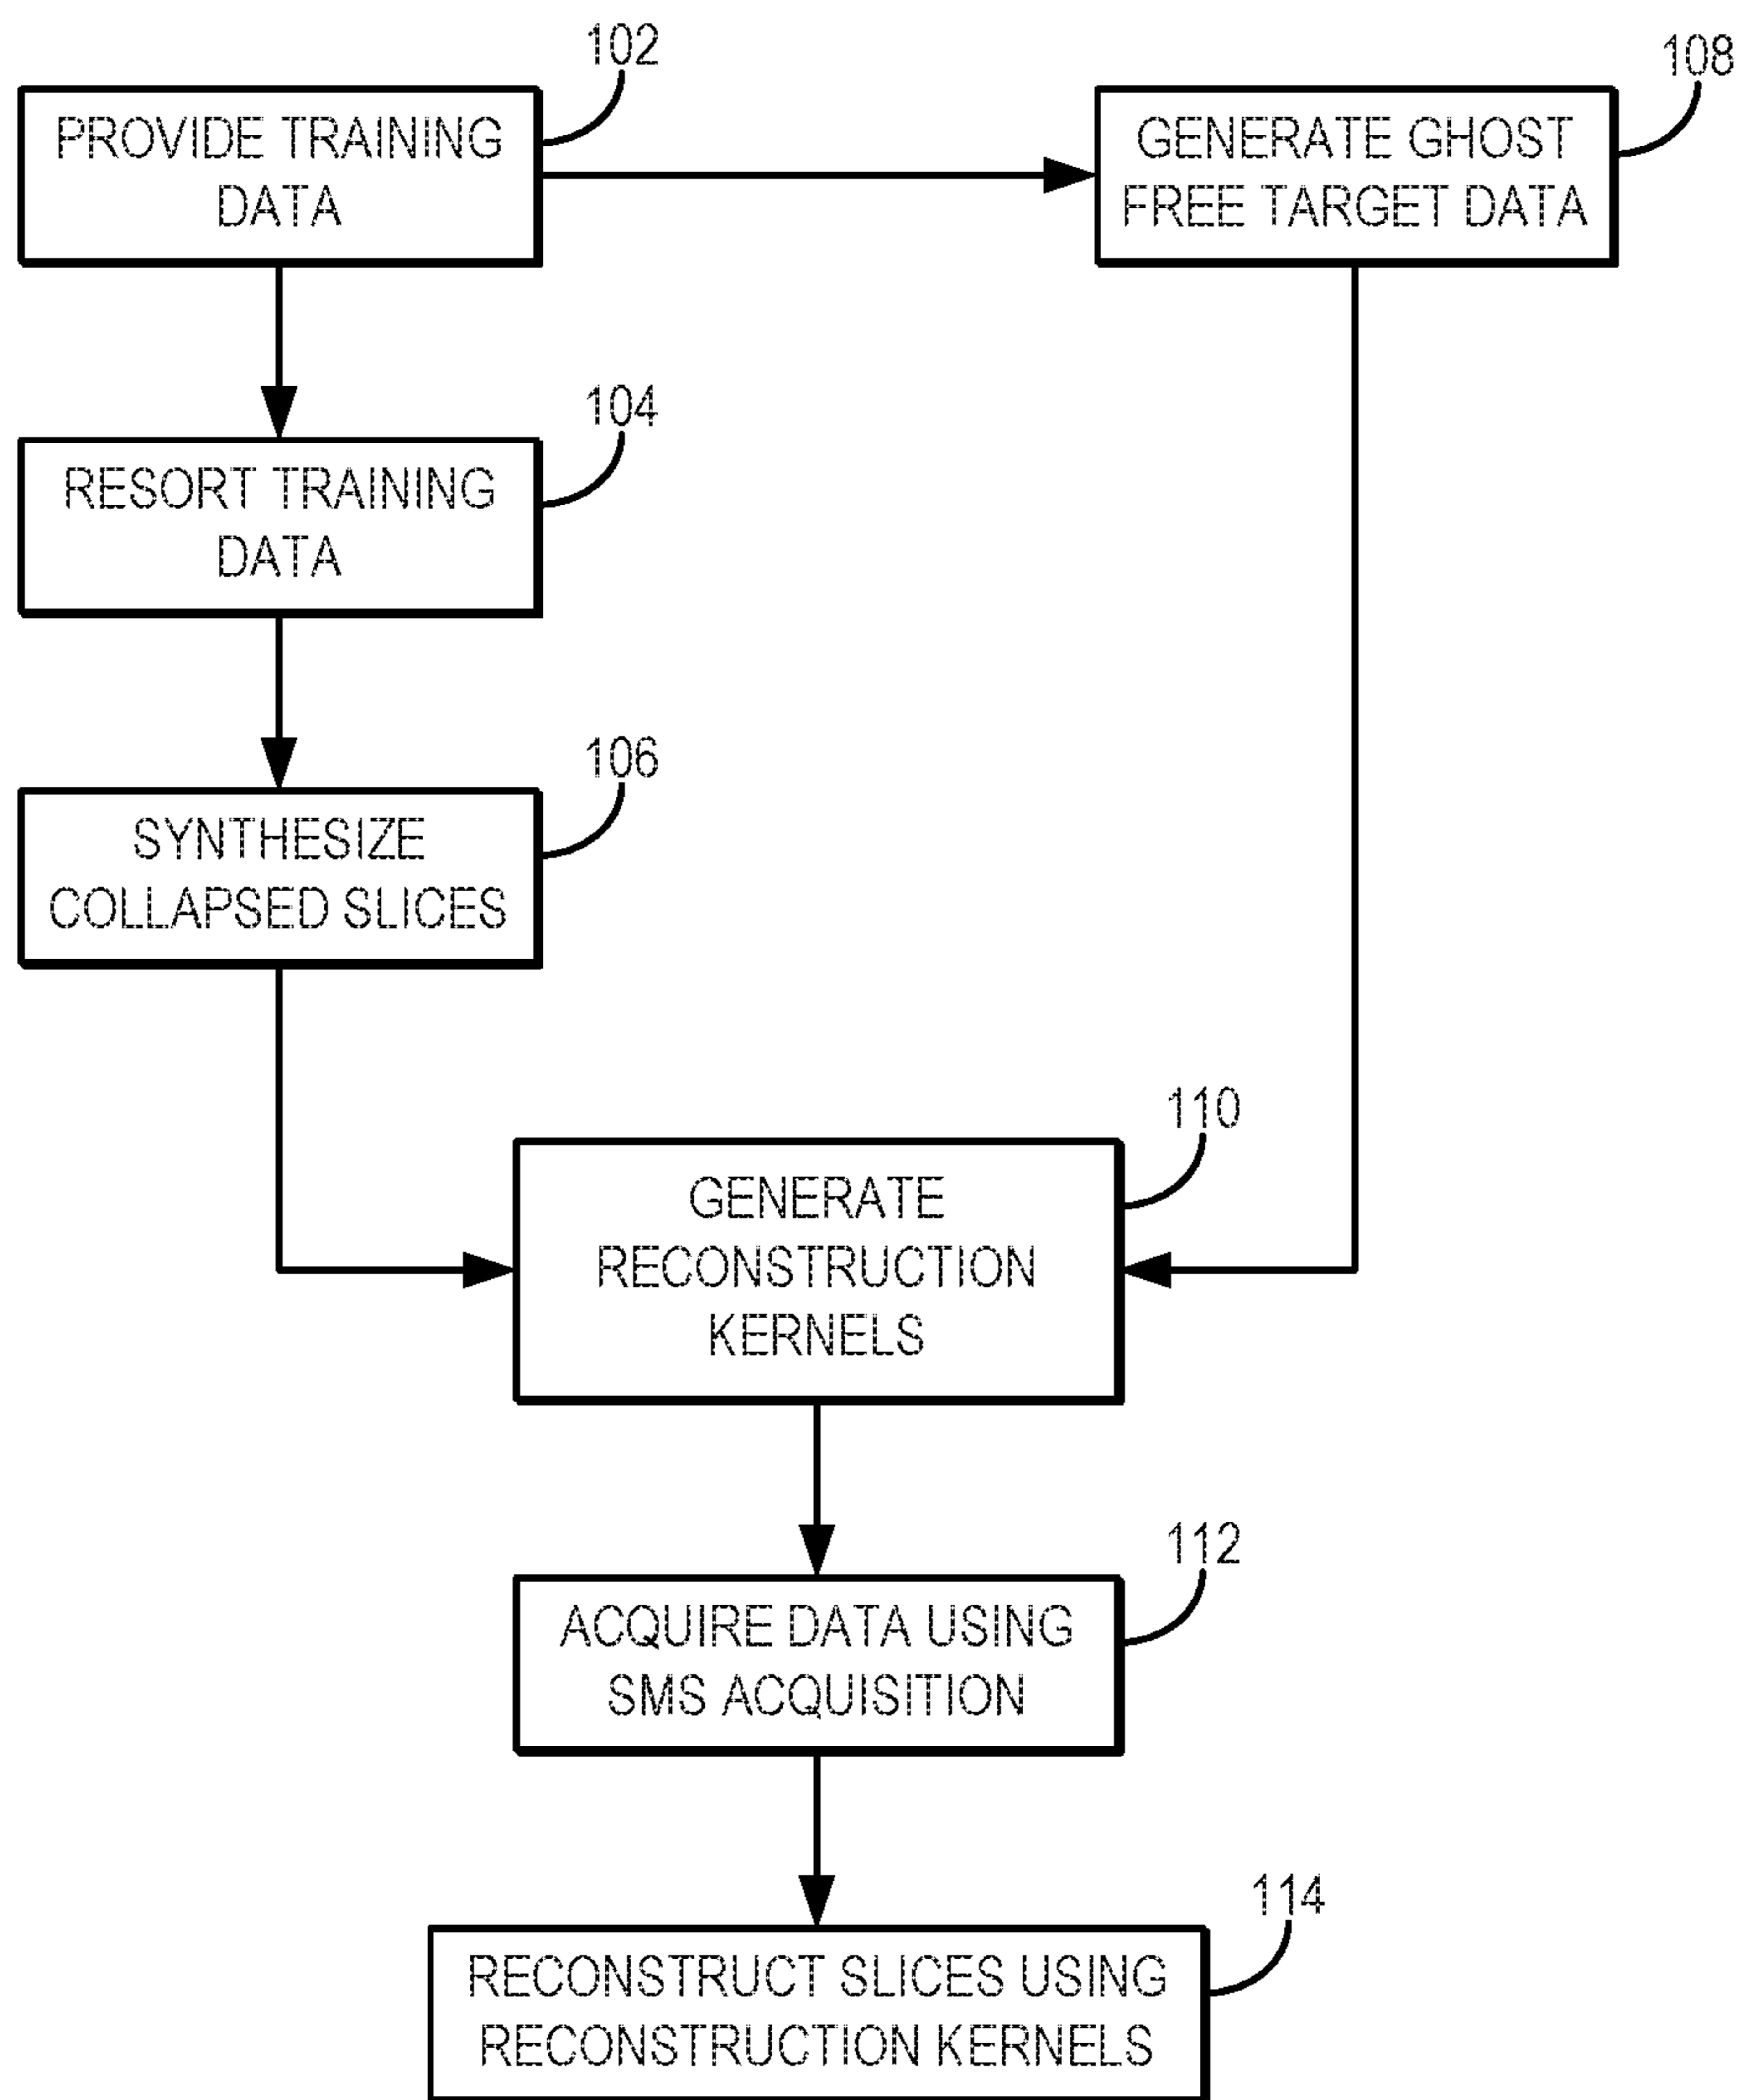 102
PROVIDE TRAINING
DATA
108
GENERATE GHOST
FREE TARGET DATA
104
RESORT TRAINING
DATA
106
SYNTHESIZE
COLLAPSED SLICES
110
GENERATE
RECONSTRUCTION
KERNELS
112
ACQUIRE DATA USING
SMS ACQUISITION
114
RECONSTRUCT SLICES USING
RECONSTRUCTION KERNELS